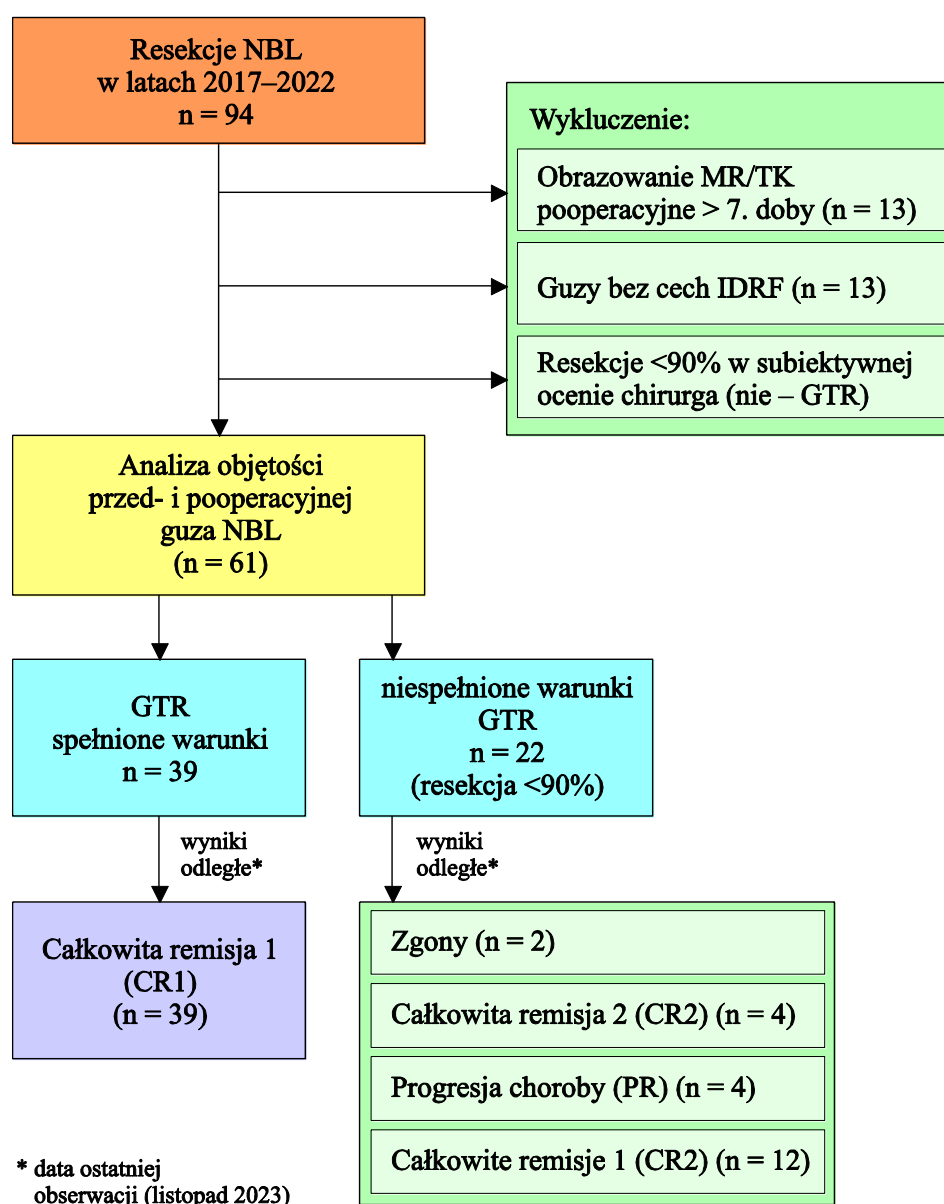 Resekcje NBL
w latach 2017–2022
n = 94
Wykluczenie:
Obrazowanie MR/TK
pooperacyjne > 7. doby (n = 13)
Guzy bez cech IDRF (n = 13)
Resekcje <90% w subiektywnej
ocenie chirurga (nie – GTR)
Analiza objętości
przed- i pooperacyjnej
guza NBL
(n = 61)
GTR
spełnione warunki
n = 39
niespełnione warunki
GTR
n = 22
(resekcja <90%)
wyniki
odległe*
wyniki
odległe*
Całkowita remisja 1
(CR1)
(n = 39)
Zgony (n = 2)
Całkowita remisja 2 (CR2) (n = 4)
Progresja choroby (PR) (n = 4)
Całkowite remisje 1 (CR2) (n = 12)
* data ostatniej
obserwacji (listopad 2023)